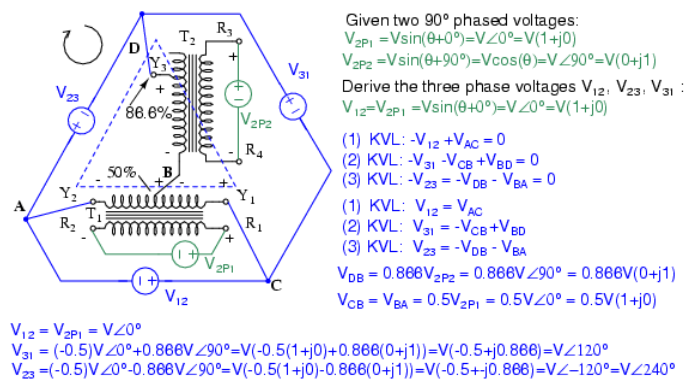 Given two 90° phased voltages:
V2P1 =Vsin(θ+0°)=V∠0°=V(1+j0)
V2P2 =Vsin(θ+90°)=Vcos(θ)=V∠90°=V(0+j1)
Derive the three phase voltages V12, V23, V31 :
V12=V2P1 =Vsin(θ+0°)=V∠0°=V(1+j0)
(1) KVL: -V12 +VAC = 0
(2) KVL: -V31 -VCB +VBD = 0
(3) KVL: -V23 = -VDB - VBA = 0
(1) KVL: V12 = VAC
(2) KVL: V31 = -VCB +VBD
(3) KVL: V23 = -VDB - VBA
VDB = 0.866V2P2 = 0.866V∠90° = 0.866V(0+j1)
VCB = VBA = 0.5V2P1 = 0.5V∠0° = 0.5V(1+j0)
D
T2
R3
Y3
+
+
+
-
V31
+
-
V23
+
-
86.6%
V2P2
+
-
-
-
R4
50%
B
-
+
-
+
Y2
Y1
A
T1
R2
R1
-
+
V2P1
-
+
V12
-
+
C
V12 = V2P1 = V∠0°
V31 = (-0.5)V∠0°+0.866V∠90°=V(-0.5(1+j0)+0.866(0+j1))=V(-0.5+j0.866)=V∠120°
V23 =(-0.5)V∠0°-0.866V∠90°=V(-0.5(1+j0)-0.866(0+j1))=V(-0.5+-j0.866)=V∠-120°=V∠240°